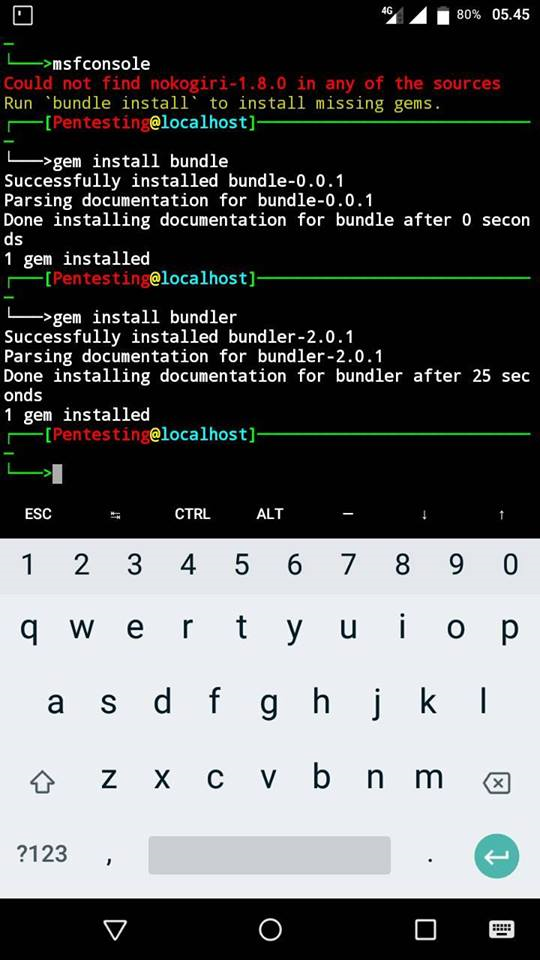 4G 80% 05.45
└──>msfconsole
Could not find nokogiri-1.8.0 in any of the sources
Run `bundle install` to install missing gems.
┌──[Pentesting@localhost]
└──>gem install bundle
Successfully installed bundle-0.0.1
Parsing documentation for bundle-0.0.1
Done installing documentation for bundle after 0 secon
ds
1 gem installed
┌──[Pentesting@localhost]
└──>gem install bundler
Successfully installed bundler-2.0.1
Parsing documentation for bundler-2.0.1
Done installing documentation for bundler after 25 sec
onds
1 gem installed
┌──[Pentesting@localhost]
└──>
ESC CTRL ALT — ↓ ↑
1 2 3 4 5 6 7 8 9 0
q w e r t y u i o p
a s d f g h j k l
z x c v b n m
?123 , .